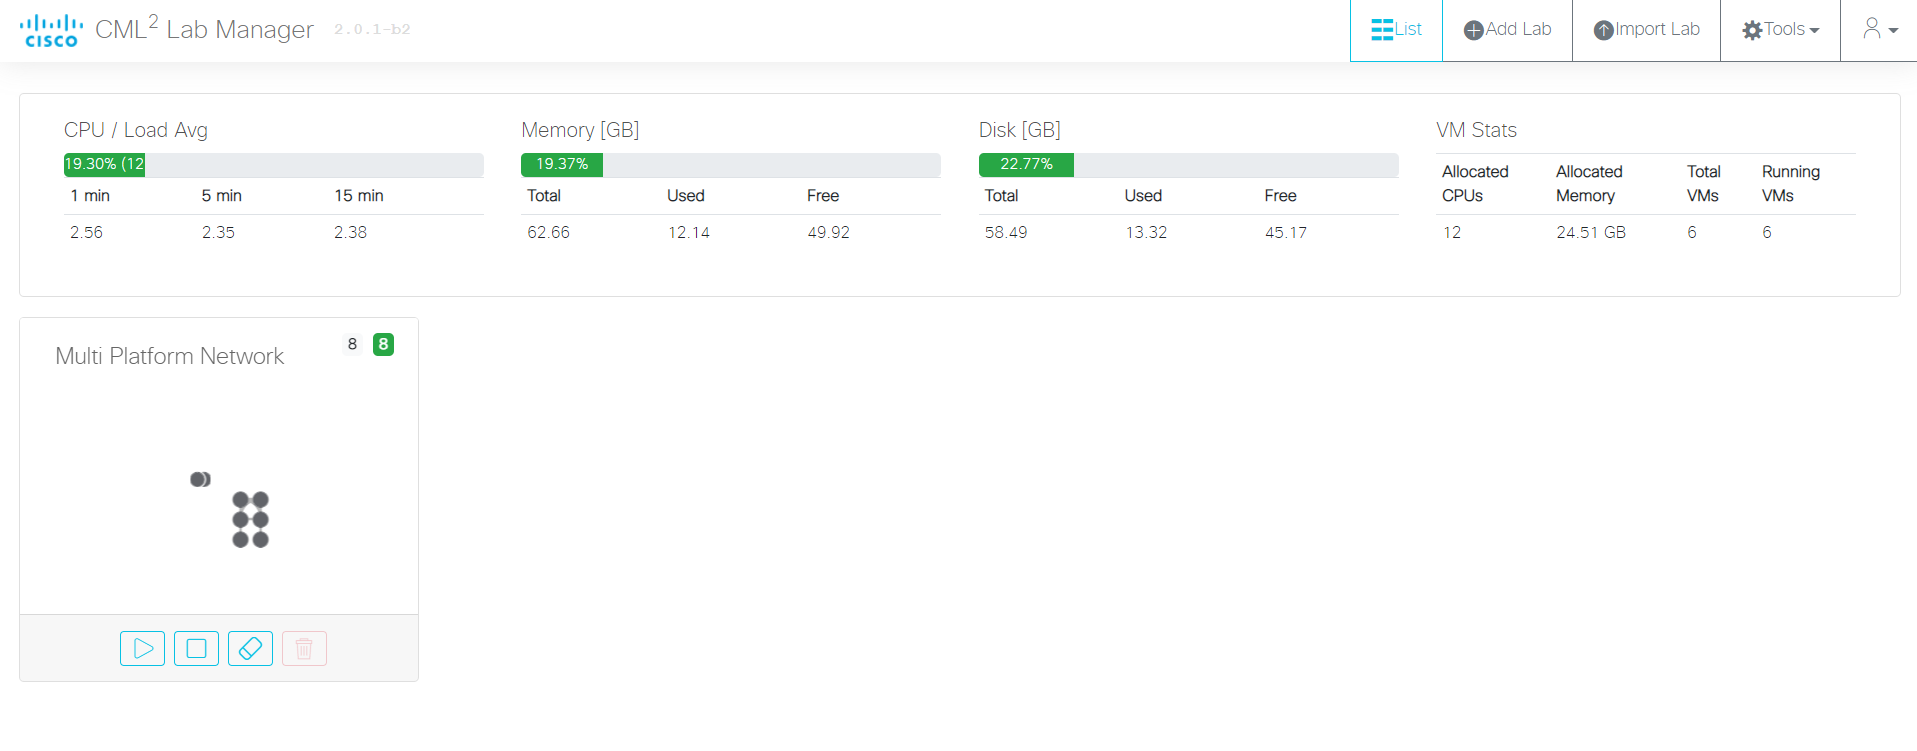 CISCO CML² Lab Manager 2.0.1-b2 List Add Lab Import Lab Tools
CPU / Load Avg
19.30% (12
1 min 5 min 15 min
2.56 2.35 2.38
Memory [GB]
19.37%
Total Used Free
62.66 12.14 49.92
Disk [GB]
22.77%
Total Used Free
58.49 13.32 45.17
VM Stats
Allocated CPUs Allocated Memory Total VMs Running VMs
12 24.51 GB 6 6
Multi Platform Network 8 8